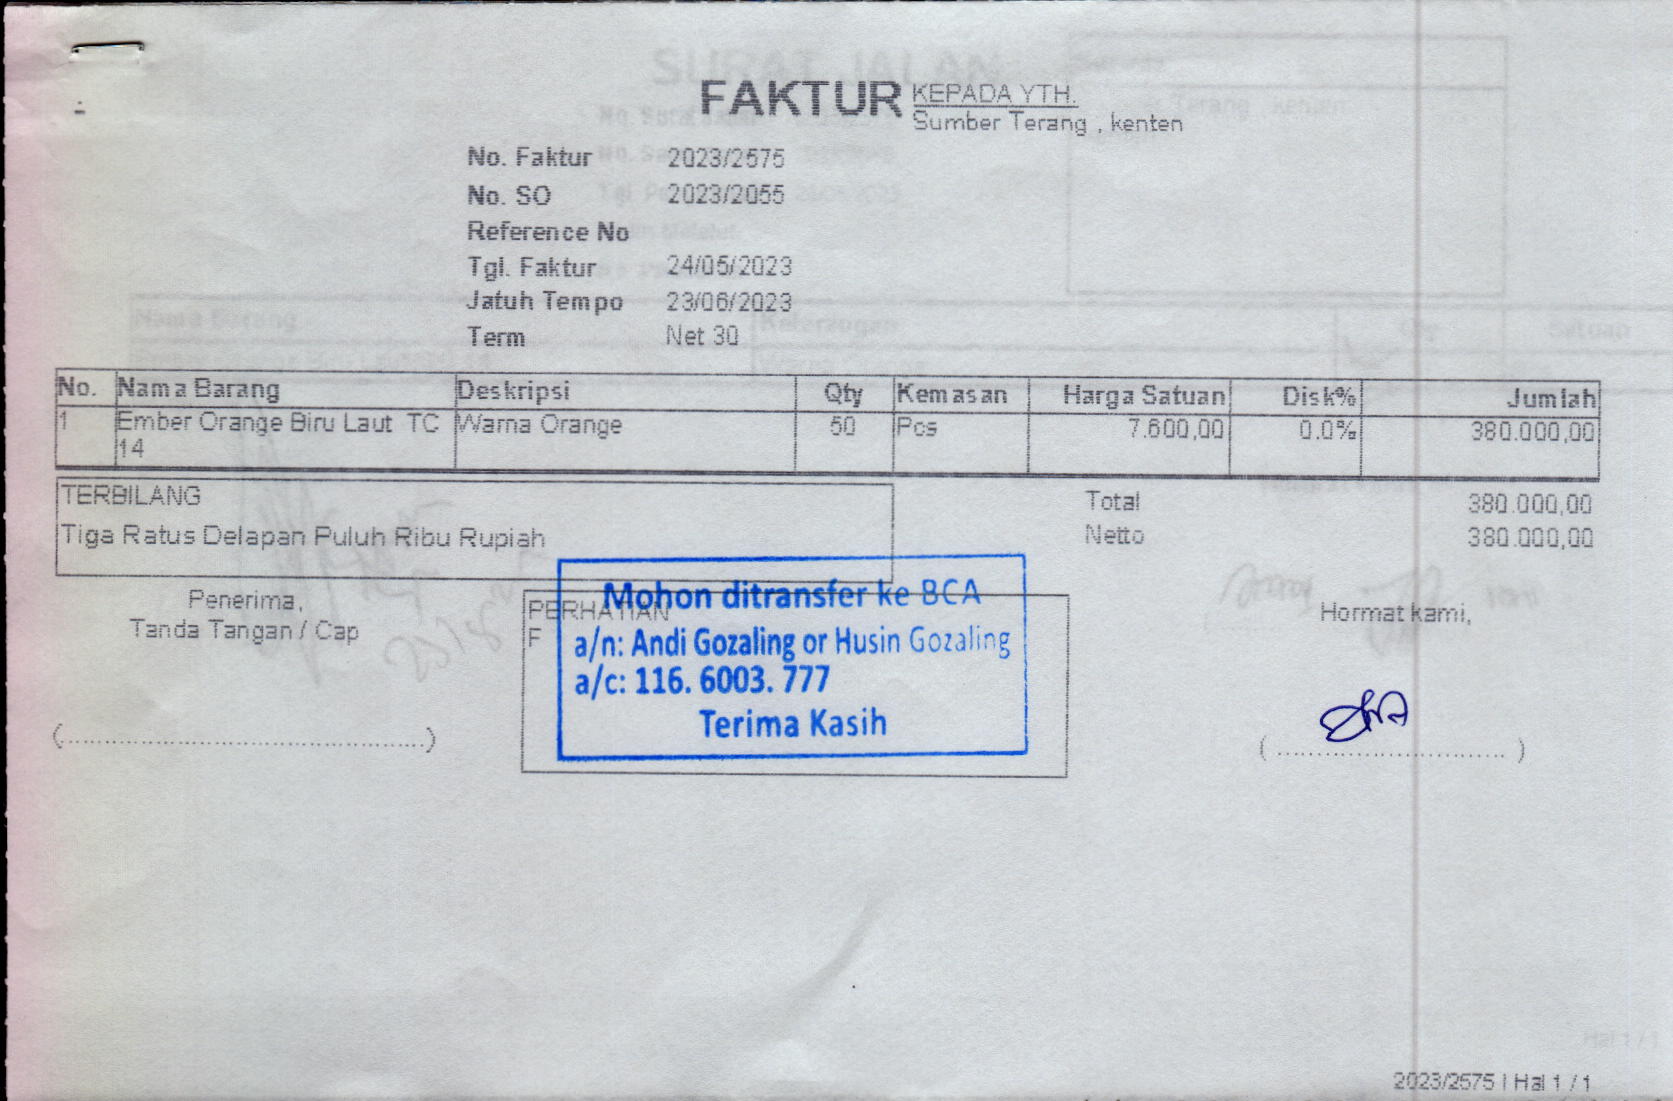 FAKTUR
KEPADA YTH.
Sumber Terang , kenten
No. Faktur 2023/2575
No. SO 2023/2055
Reference No
Tgl. Faktur 24/05/2023
Jatuh Tempo 23/06/2023
Term Net 30
No. Nama Barang Deskripsi Qty Kemasan Harga Satuan Disk% Jumlah
1 Ember Orange Biru Laut TC Warna Orange 50 Pcs 7.600,00 0.0% 380.000,00
14
TERBILANG
Tiga Ratus Delapan Puluh Ribu Rupiah
Total 380.000,00
Netto 380.000,00
Penerima,
Tanda Tangan / Cap
PERHATIAN
F
Mohon ditransfer ke BCA
a/n: Andi Gozaling or Husin Gozaling
a/c: 116. 6003. 777
Terima Kasih
Hormat kami,
(..............................................)
( ................................ )
2023/2575 | Hal 1 / 1